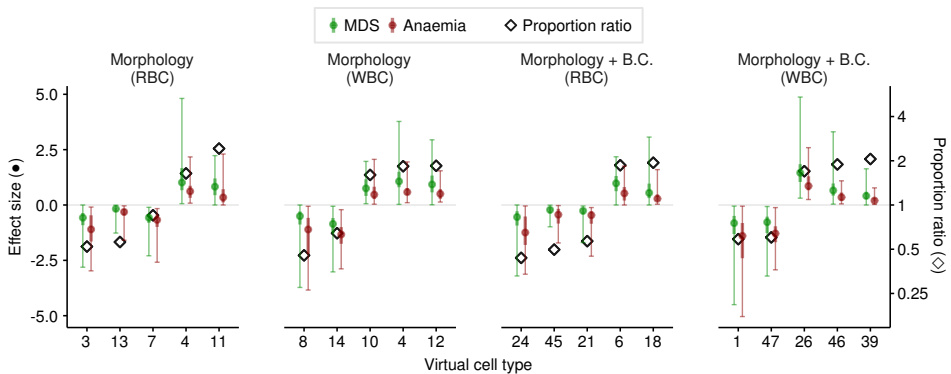 MDS Anaemia Proportion ratio
Morphology (RBC)
Morphology (WBC)
Morphology + B.C. (RBC)
Morphology + B.C. (WBC)
Effect size (●)
5.0
2.5
0.0
-2.5
-5.0
3 13 7 4 11
8 14 10 4 12
24 45 21 6 18
1 47 26 46 39
4
2
1
0.5
0.25
Proportion ratio (◇)
Virtual cell type